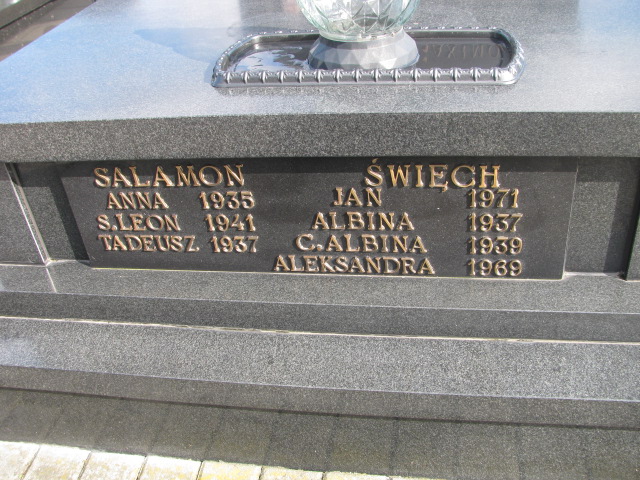 SALAMON
ANNA 1935
S.LEON 1941
TADEUSZ 1937
ŚWIĘCH
JAN 1971
ALBINA 1937
C.ALBINA 1939
ALEKSANDRA 1969